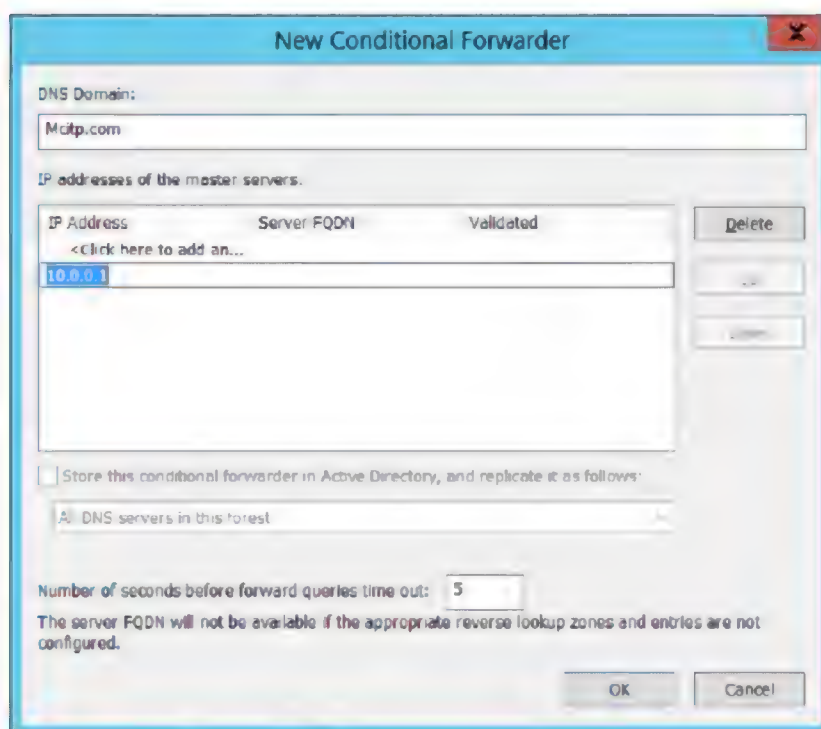 New Conditional Forwarder
DNS Domain:
Mcitp.com
IP addresses of the master servers.
IP Address Server FQDN Validated
<Click here to add an...
10.0.0.1
Delete
Store this conditional forwarder in Active Directory, and replicate it as follows:
DNS servers in this forest
Number of seconds before forward queries time out: 5
The server FQDN will not be available if the appropriate reverse lookup zones and entries are not
configured.
OK Cancel